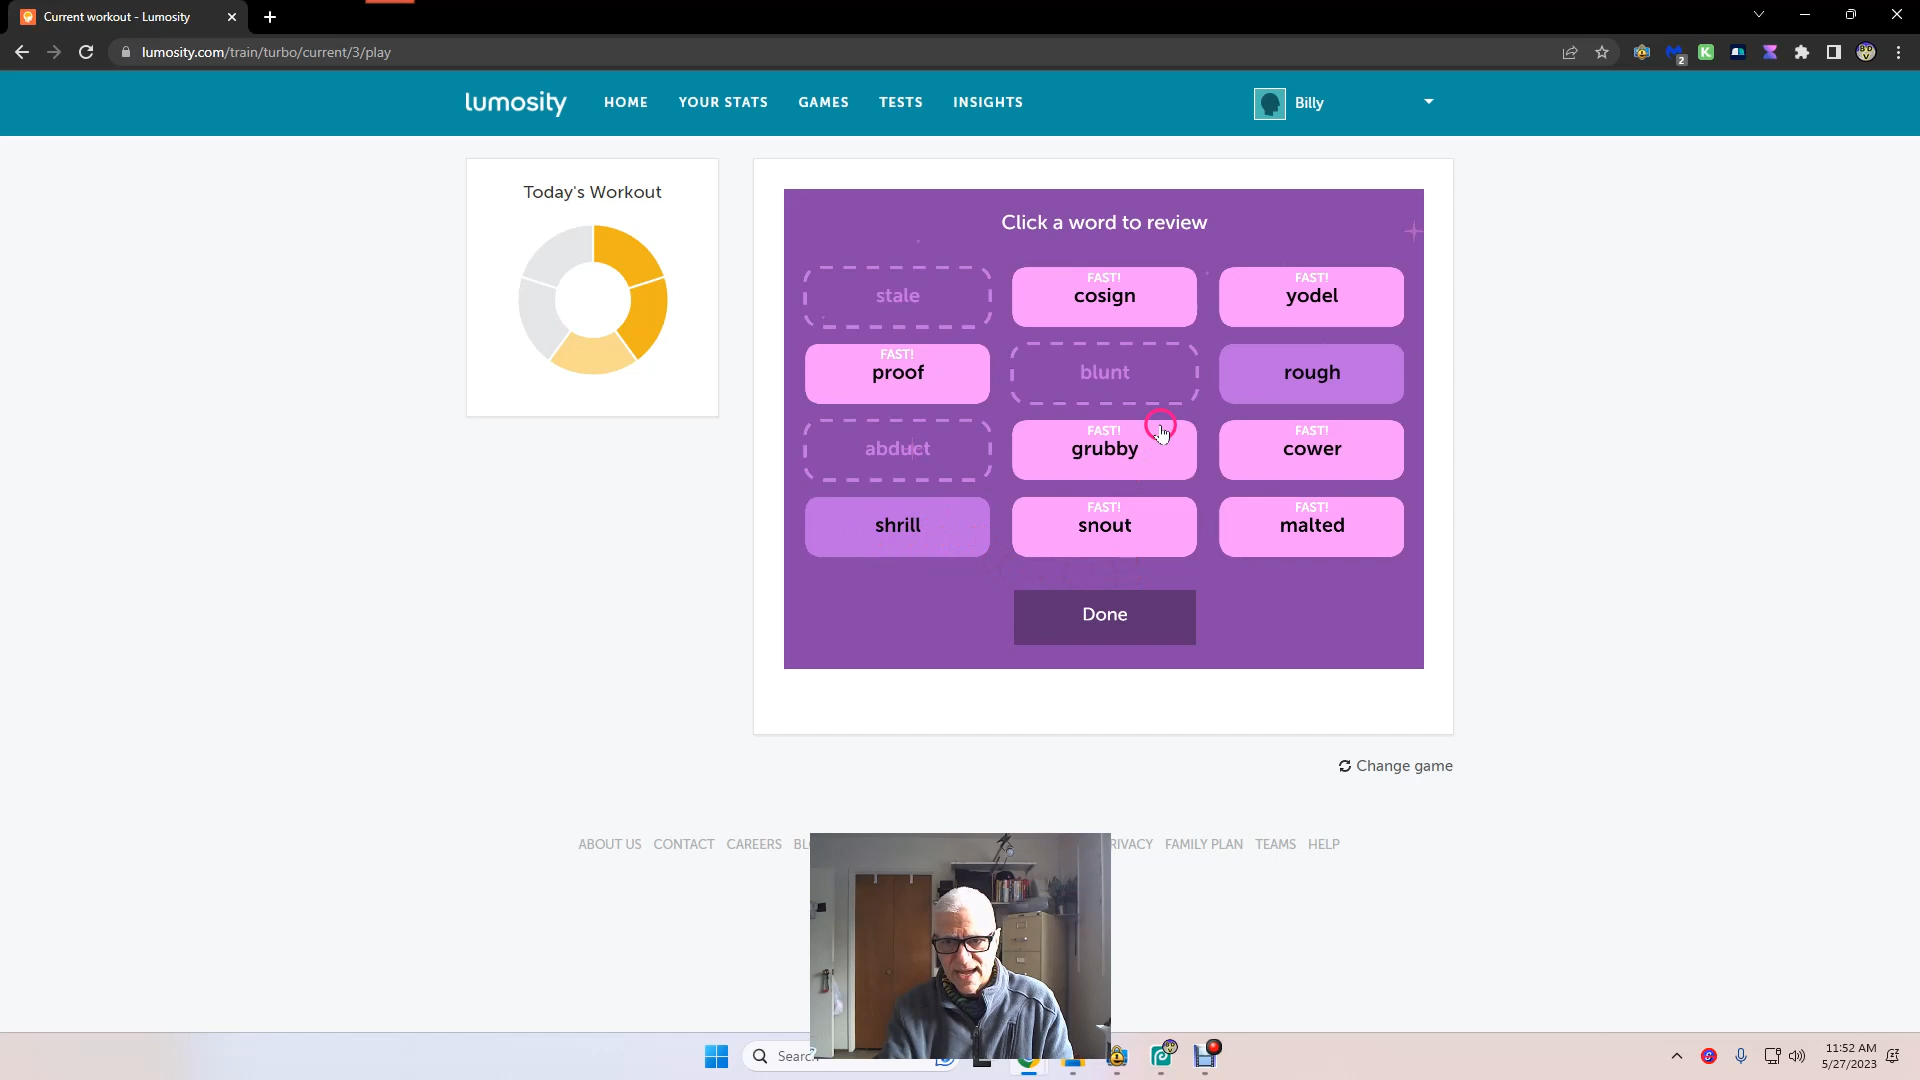 Current workout - Lumosity
lumosity.com/train/turbo/current/3/play
2
lumosity HOME YOUR STATS GAMES TESTS INSIGHTS Billy
Today's Workout
Click a word to review
stale
FAST!
cosign
FAST!
yodel
FAST!
proof
blunt
rough
abduct
FAST!
grubby
FAST!
cower
shrill
FAST!
snout
FAST!
malted
Done
Change game
ABOUT US CONTACT CAREERS FAMILY PLAN TEAMS HELP
11:52 AM
5/27/2023